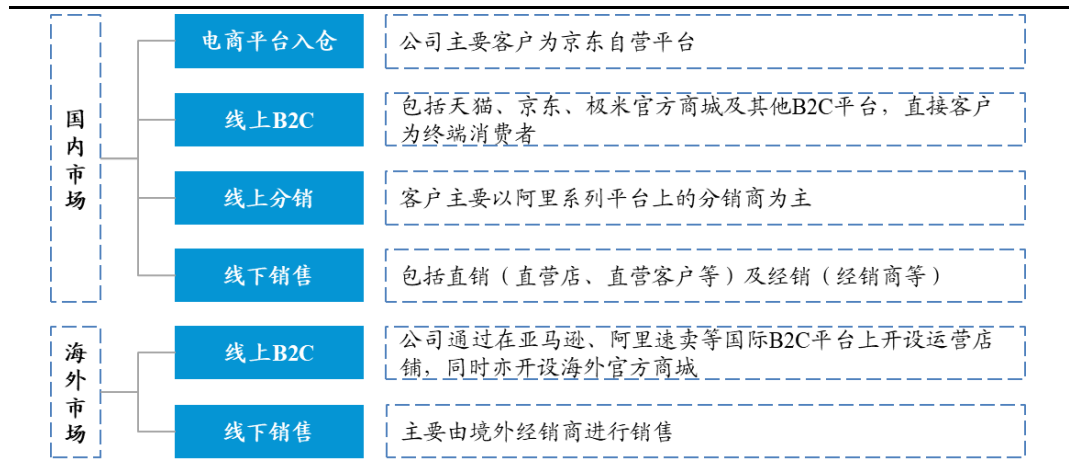 国内市场
电商平台入仓
公司主要客户为京东自营平台
线上B2C
包括天猫、京东、极米官方商城及其他B2C平台，直接客户
为终端消费者
线上分销
客户主要以阿里系列平台上的分销商为主
线下销售
包括直销（直营店、直营客户等）及经销（经销商等）
海外市场
线上B2C
公司通过在亚马逊、阿里速卖等国际B2C平台上开设运营店
铺，同时亦开设海外官方商城
线下销售
主要由境外经销商进行销售